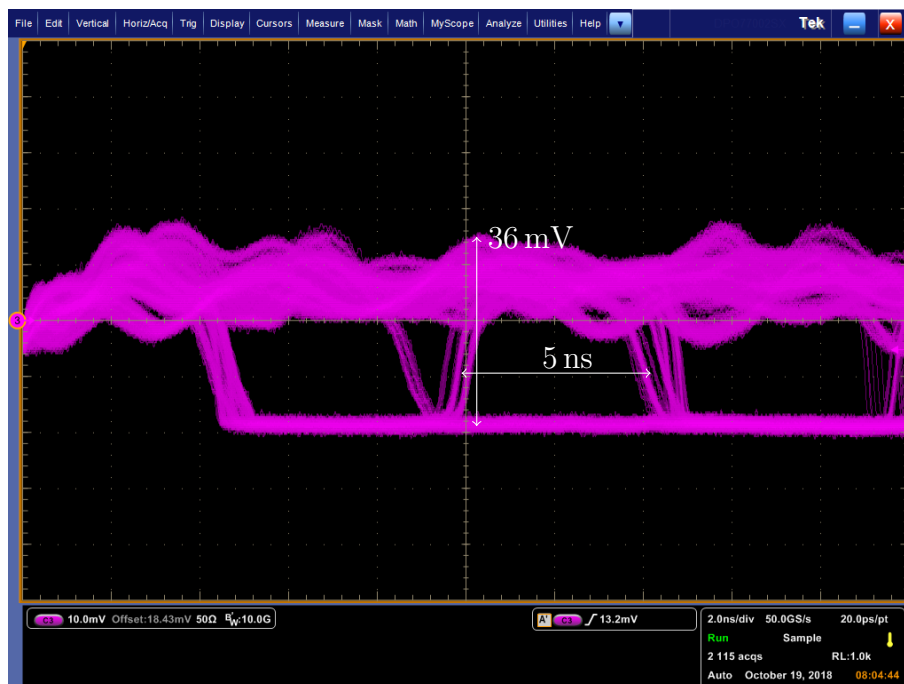 File Edit Vertical Horiz/Acq Trig Display Cursors Measure Mask Math MyScope Analyze Utilities Help Tek X
36 mV
3
5 ns
C3 10.0mV Offset:18.43mV 50Ω BW:10.0G
A' C3 13.2mV
2.0ns/div 50.0GS/s 20.0ps/pt
Run Sample
2 115 acqs RL:1.0k
Auto October 19, 2018 08:04:44